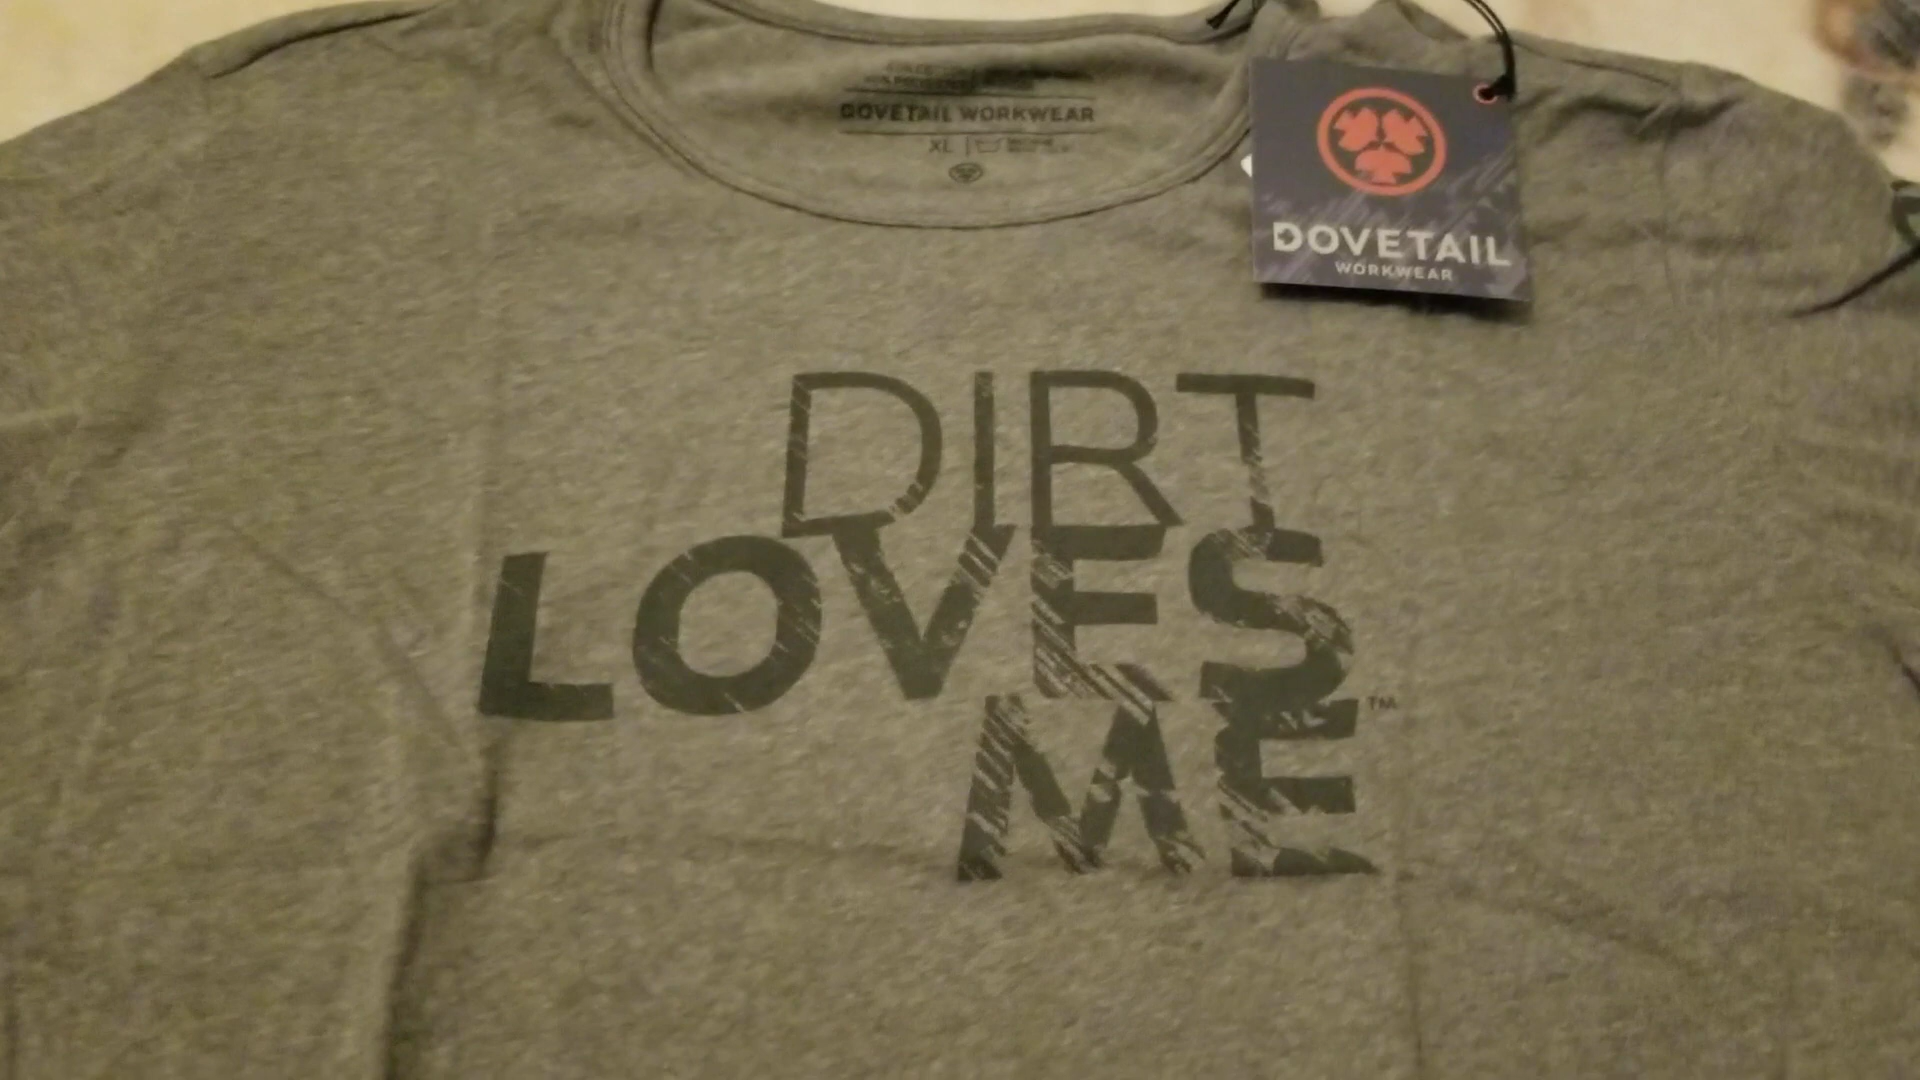 DOVETAIL WORKWEAR
XL
DOVETAIL
WORKWEAR
DIRT
LOVES
ME™